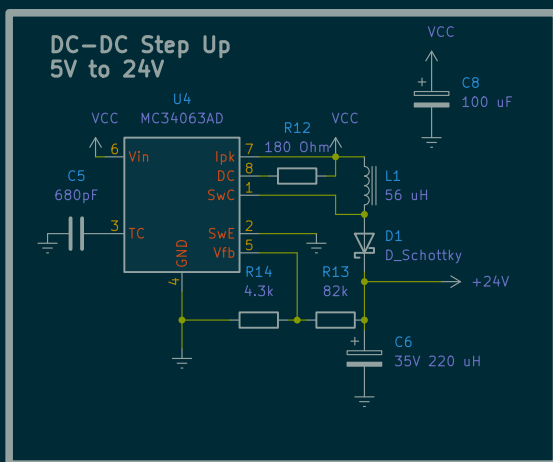 DC-DC Step Up
5V to 24V
VCC
C8
100 uF
U4
VCC
MC34063AD
VCC
R12
180 Ohm
6
Vin
Ipk
7
DC
8
SwC
1
L1
56 uH
C5
680pF
3
TC
SwE
2
Vfb
5
GND
4
D1
D_Schottky
R14
4.3k
R13
82k
+24V
C6
35V 220 uH
+
+